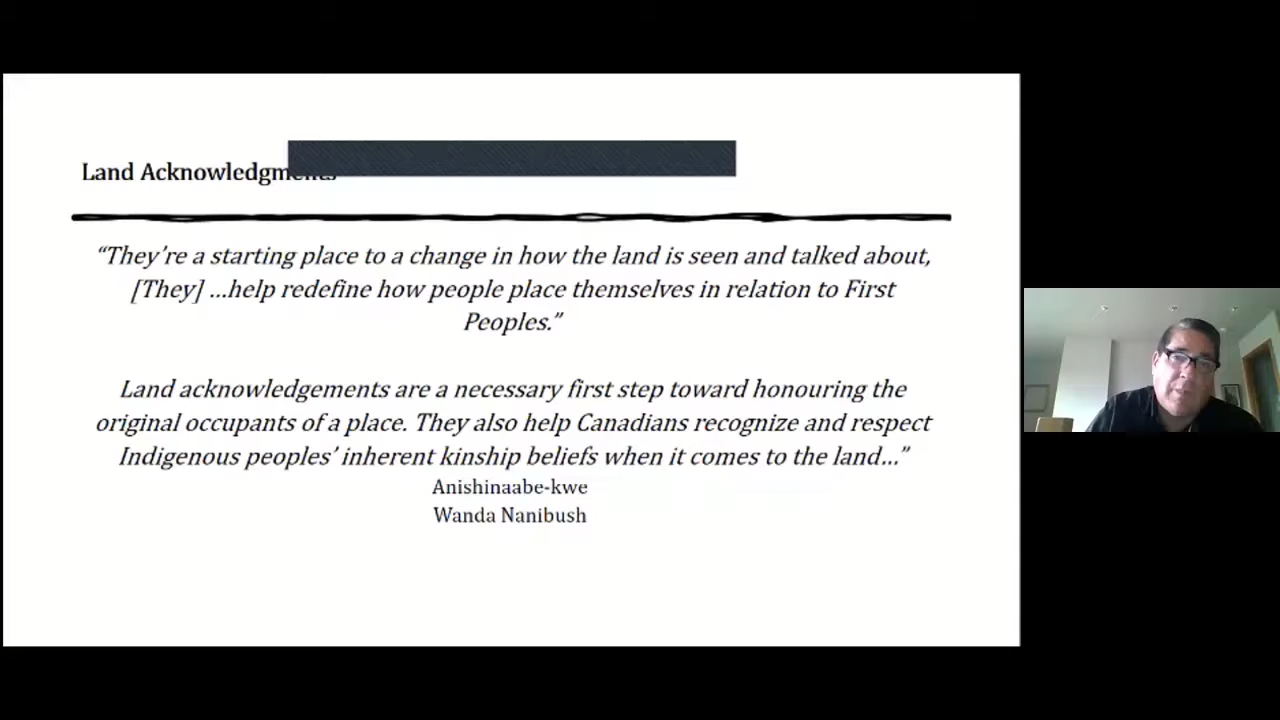 Land Acknowledgments
“They’re a starting place to a change in how the land is seen and talked about,
[They] ...help redefine how people place themselves in relation to First
Peoples.”
Land acknowledgements are a necessary first step toward honouring the
original occupants of a place. They also help Canadians recognize and respect
Indigenous peoples’ inherent kinship beliefs when it comes to the land...”
Anishinaabe-kwe
Wanda Nanibush